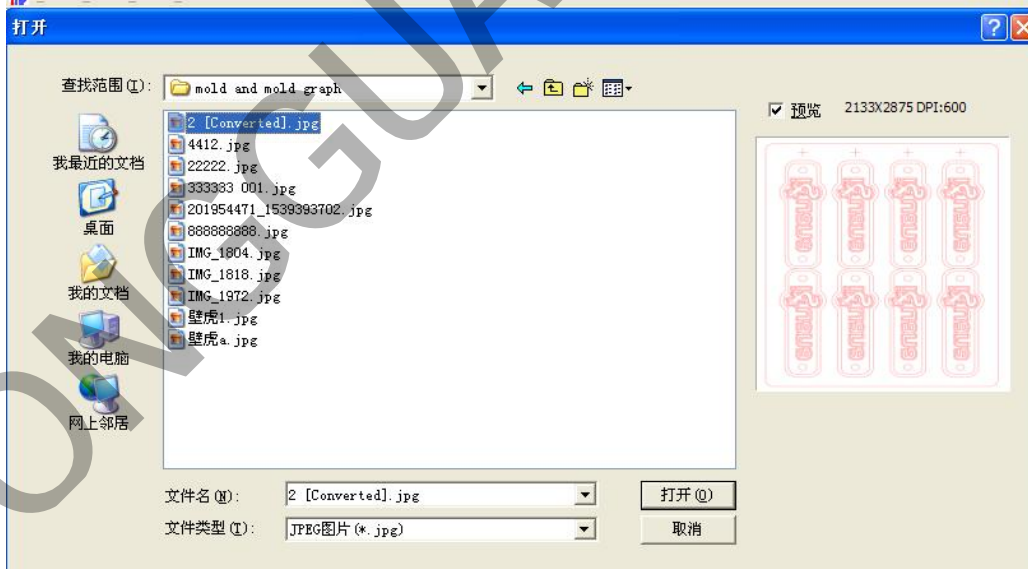 打开
查找范围(I):
mold and mold graph
预览
2133X2875 DPI:600
2 [Converted].jpg
4412.jpg
22222.jpg
333333 001.jpg
201954471_1539393702.jpg
888888888.jpg
IMG_1804.jpg
IMG_1818.jpg
IMG_1972.jpg
壁虎1.jpg
壁虎a.jpg
我最近的文档
桌面
我的文档
我的电脑
网上邻居
文件名(N):
2 [Converted].jpg
打开(O)
文件类型(T):
JPEG图片(*.jpg)
取消
ONGGUA